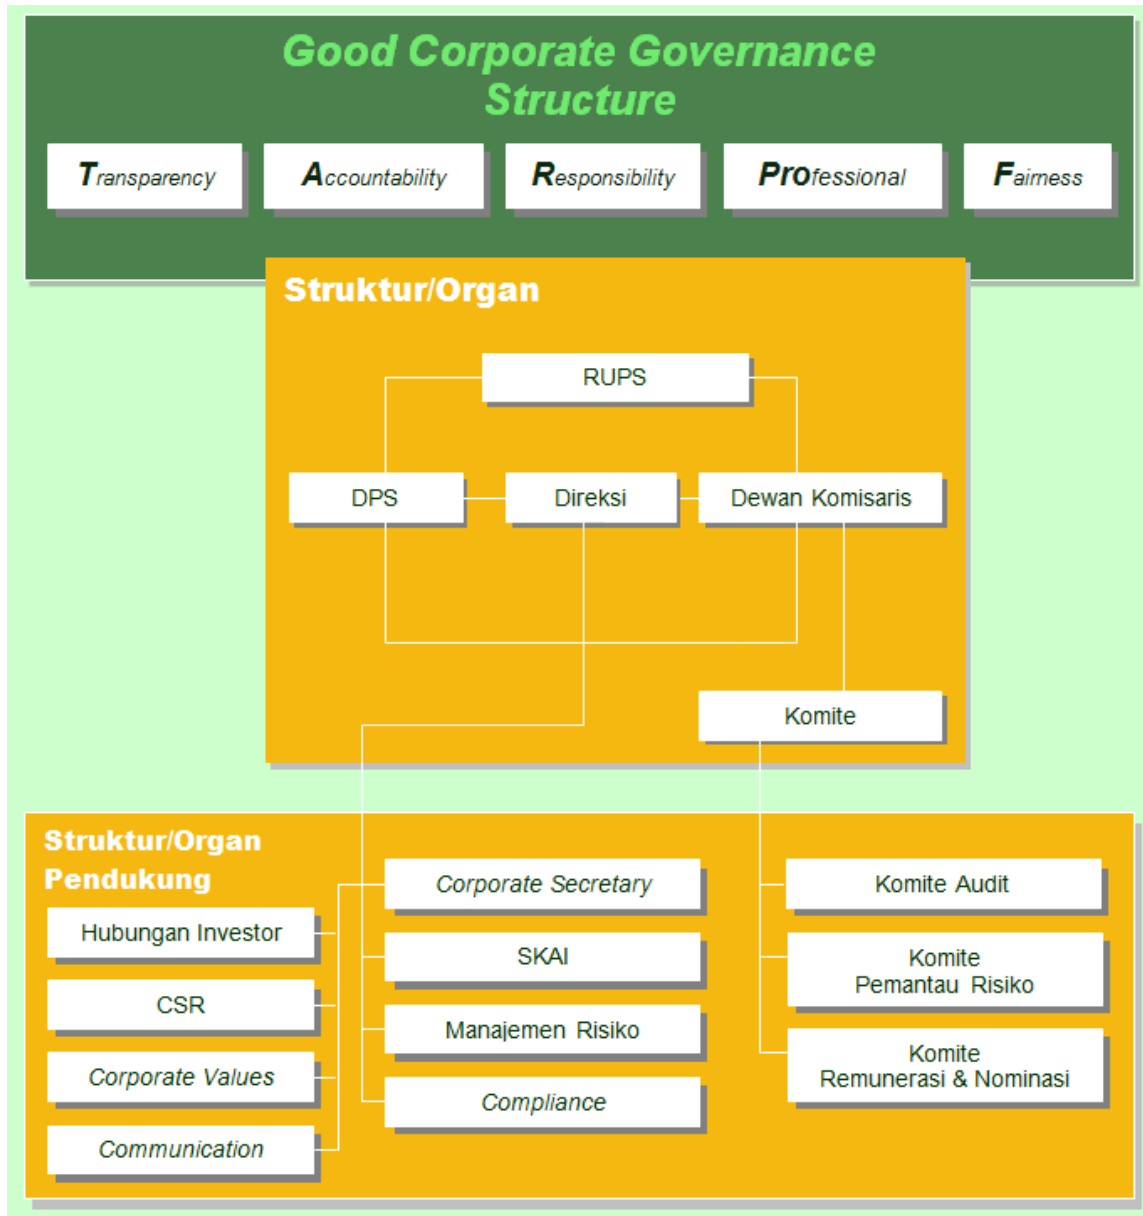 Good Corporate Governance
Structure
Transparency
Accountability
Responsibility
Professional
Fairness
Struktur/Organ
RUPS
DPS
Direksi
Dewan Komisaris
Komite
Struktur/Organ
Pendukung
Hubungan Investor
CSR
Corporate Values
Communication
Corporate Secretary
SKAI
Manajemen Risiko
Compliance
Komite Audit
Komite
Pemantau Risiko
Komite
Remunerasi & Nominasi